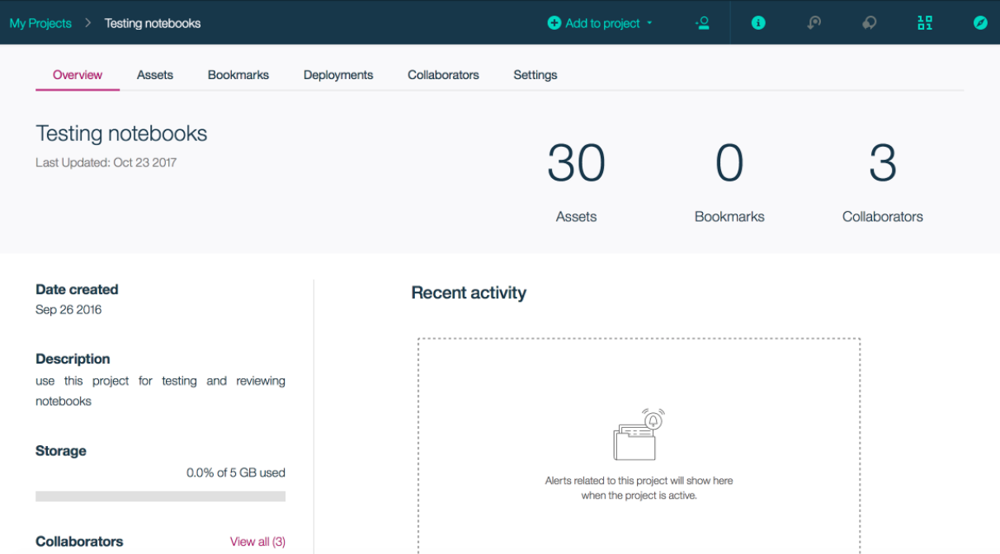 My Projects > Testing notebooks
Add to project
Overview Assets Bookmarks Deployments Collaborators Settings
Testing notebooks
Last Updated: Oct 23 2017
30 0 3
Assets Bookmarks Collaborators
Date created
Sep 26 2016
Description
use this project for testing and reviewing
notebooks
Storage
0.0% of 5 GB used
Collaborators View all (3)
Recent activity
Alerts related to this project will show here
when the project is active.